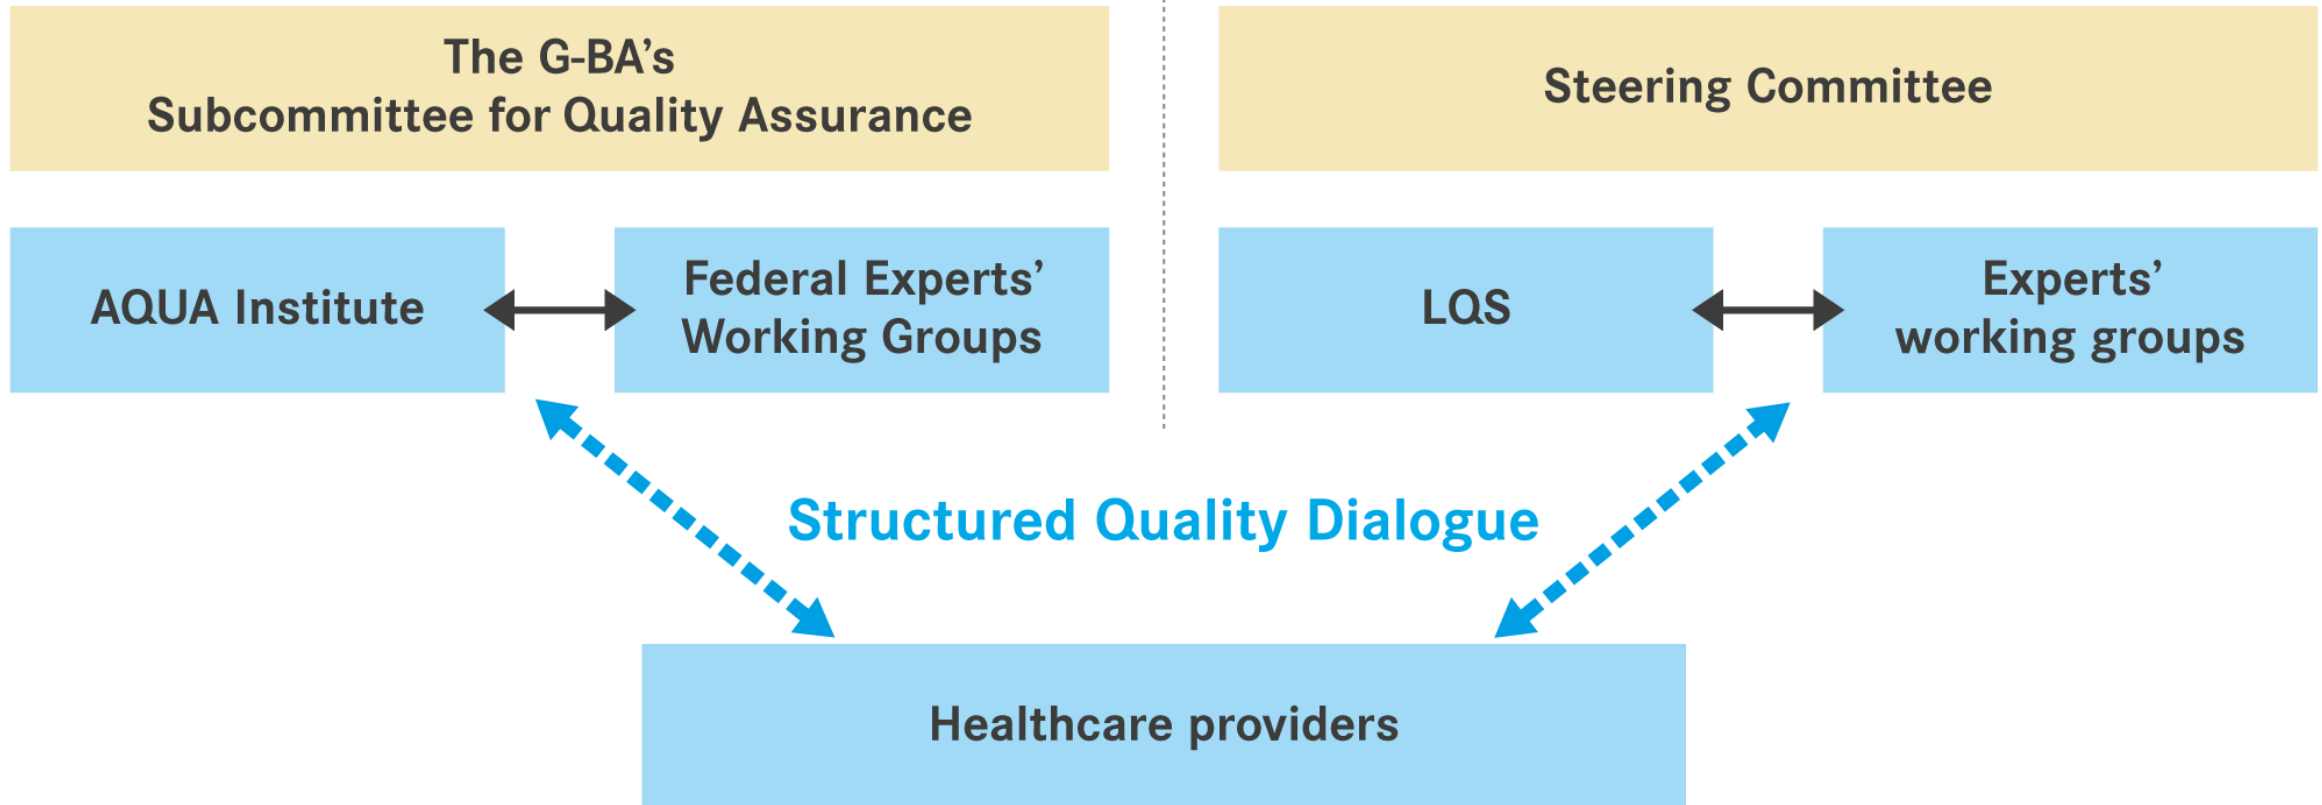 The G-BA’s
Subcommittee for Quality Assurance
Steering Committee
AQUA Institute
Federal Experts’
Working Groups
LQS
Experts’
working groups
Structured Quality Dialogue
Healthcare providers